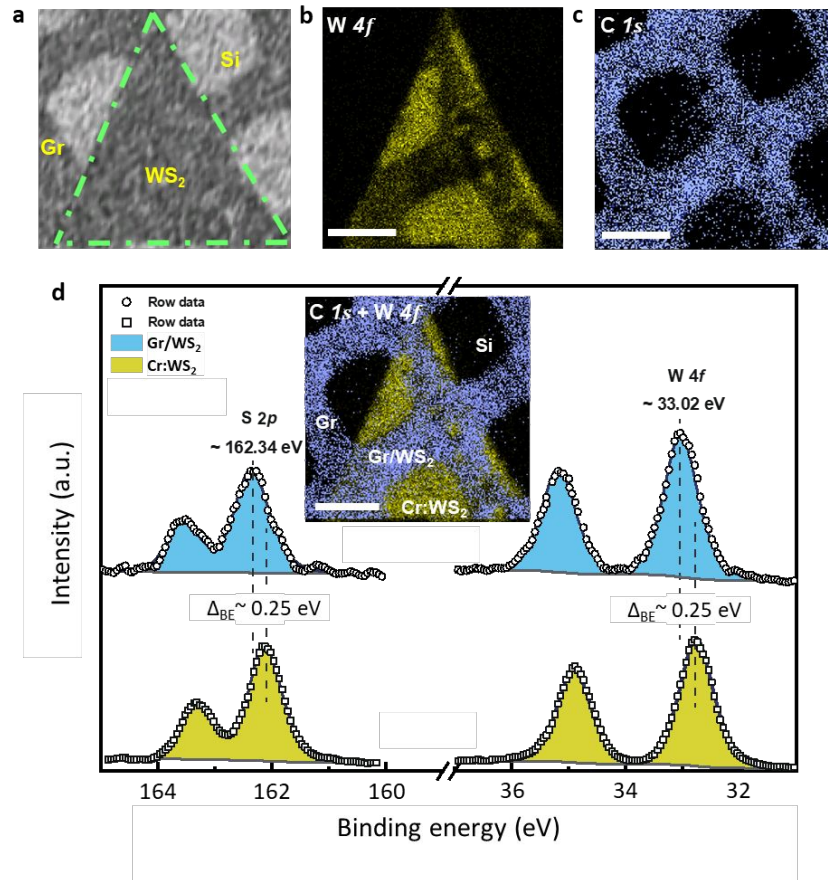 a
Si
Gr
WS₂
b
W 4f
c
C 1s
d
Row data
Row data
Gr/WS₂
Cr:WS₂
C 1s + W 4f
Si
Gr
Gr/WS₂
Cr:WS₂
S 2p
~ 162.34 eV
W 4f
~ 33.02 eV
Δ_BE~ 0.25 eV
Δ_BE~ 0.25 eV
Intensity (a.u.)
164 162 160 36 34 32
Binding energy (eV)